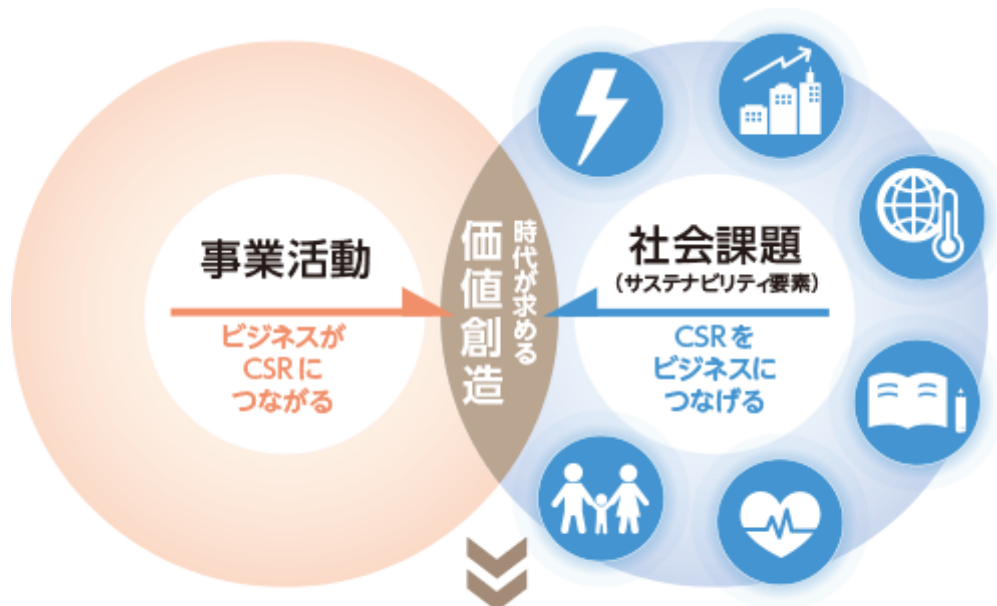 事業活動
ビジネスが
CSRに
つながる
時代が求める
価値創造
社会課題
(サステナビリティ要素)
CSRを
ビジネスに
つなげる